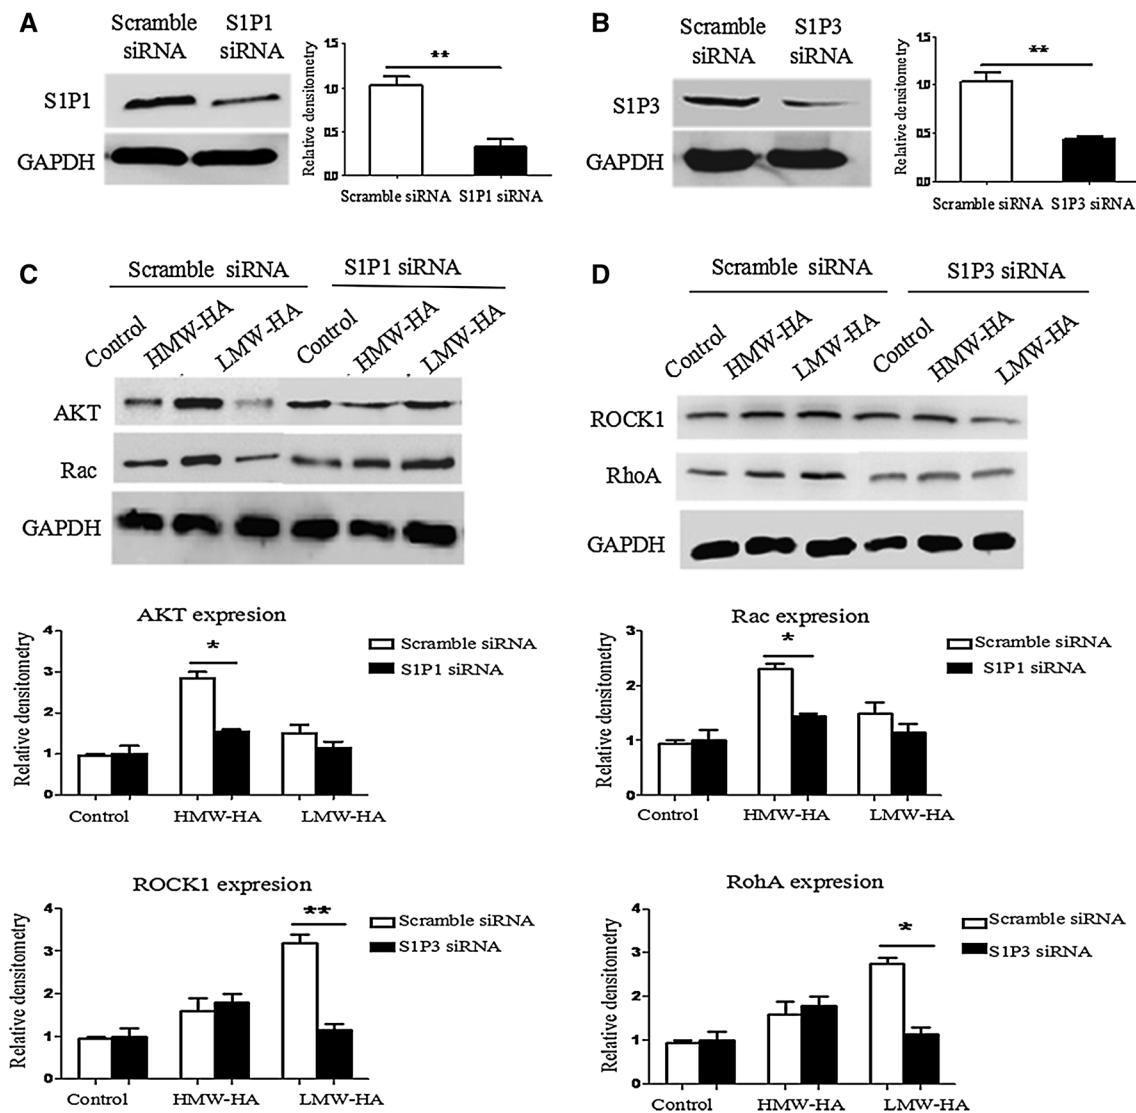 A
Scramble siRNA
S1P1 siRNA
S1P1
GAPDH
Relative densitometry
1.5
1.0
0.5
0.0
**
Scramble siRNA S1P1 siRNA
B
Scramble siRNA
S1P3 siRNA
S1P3
GAPDH
Relative densitometry
1.5
1.0
0.5
0.0
**
Scramble siRNA S1P3 siRNA
C
Scramble siRNA
S1P1 siRNA
Control
HMW-HA
LMW-HA
Control
HMW-HA
LMW-HA
AKT
Rac
GAPDH
D
Scramble siRNA
S1P3 siRNA
Control
HMW-HA
LMW-HA
Control
HMW-HA
LMW-HA
ROCK1
RhoA
GAPDH
AKT expresion
Relative densitometry
4
3
2
1
0
*
Scramble siRNA
S1P1 siRNA
Control
HMW-HA
LMW-HA
Rac expresion
Relative densitometry
3
2
1
0
*
Scramble siRNA
S1P1 siRNA
Control
HMW-HA
LMW-HA
ROCK1 expresion
Relative densitometry
4
3
2
1
0
**
Scramble siRNA
S1P3 siRNA
Control
HMW-HA
LMW-HA
RohA expresion
Relative densitometry
4
3
2
1
0
*
Scramble siRNA
S1P3 siRNA
Control
HMW-HA
LMW-HA